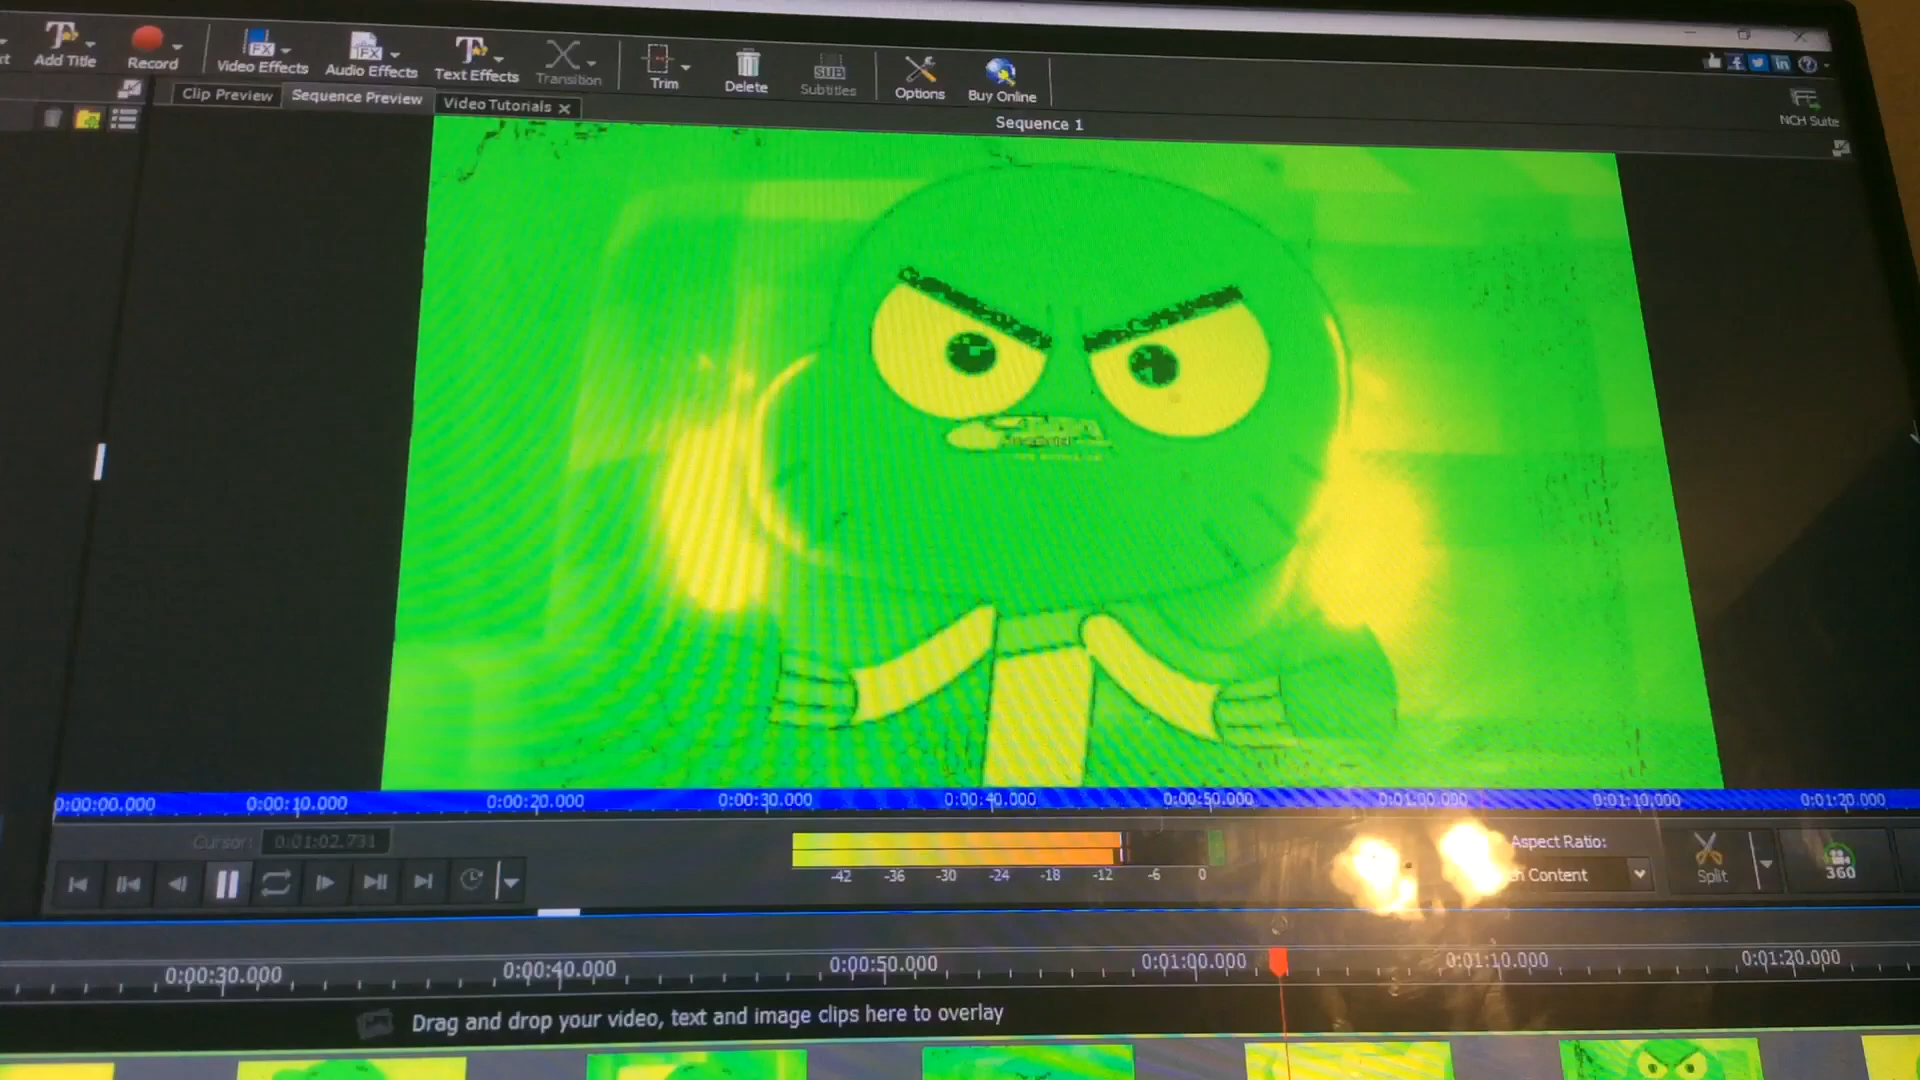 Add Title
Record
Video Effects
Audio Effects
Text Effects
Transition
Trim
Delete
SUB
Subtitles
Options
Buy Online
NCH Suite
Clip Preview
Sequence Preview
Video Tutorials
Sequence 1
0:00:00.000 0:00:10.000 0:00:20.000 0:00:30.000 0:00:40.000 0:00:50.000 0:01:00.000 0:01:10.000 0:01:20.000
Cursor: 0:01:02.731
-42 -36 -30 -24 -18 -12 -6 0
Aspect Ratio:
Content
Split
360
0:00:30.000 0:00:40.000 0:00:50.000 0:01:00.000 0:01:10.000 0:01:20.000
Drag and drop your video, text and image clips here to overlay